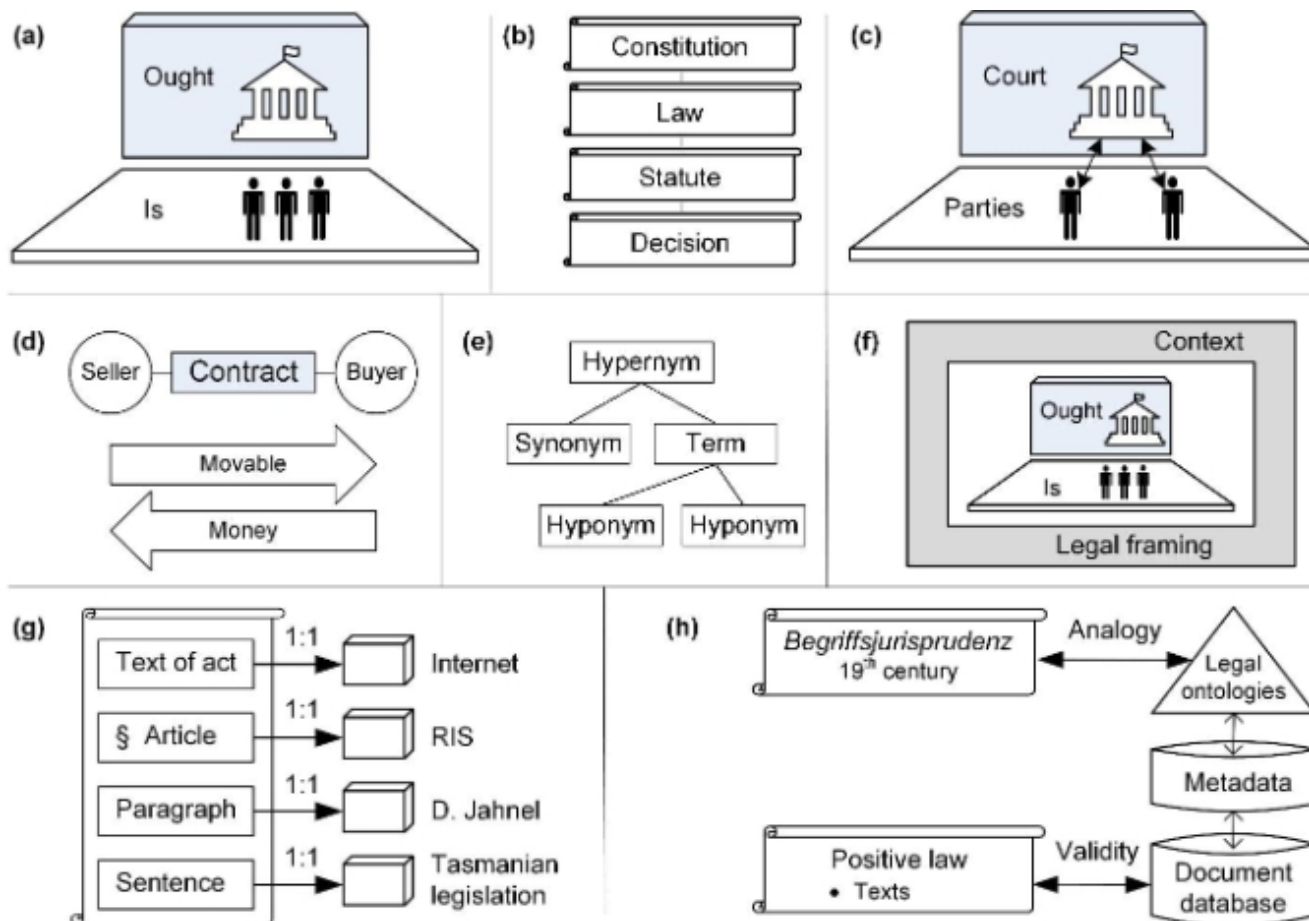 (a)
Ought
Is
(b)
Constitution
Law
Statute
Decision
(c)
Court
Parties
(d)
Seller
Contract
Buyer
Movable
Money
(e)
Hypernym
Synonym
Term
Hyponym
Hyponym
(f)
Context
Ought
Is
Legal framing
(g)
Text of act
1:1
Internet
§ Article
1:1
RIS
Paragraph
1:1
D. Jahnel
Sentence
1:1
Tasmanian
legislation
(h)
Begriffsjurisprudenz
19th century
Analogy
Legal
ontologies
Metadata
Positive law
• Texts
Validity
Document
database